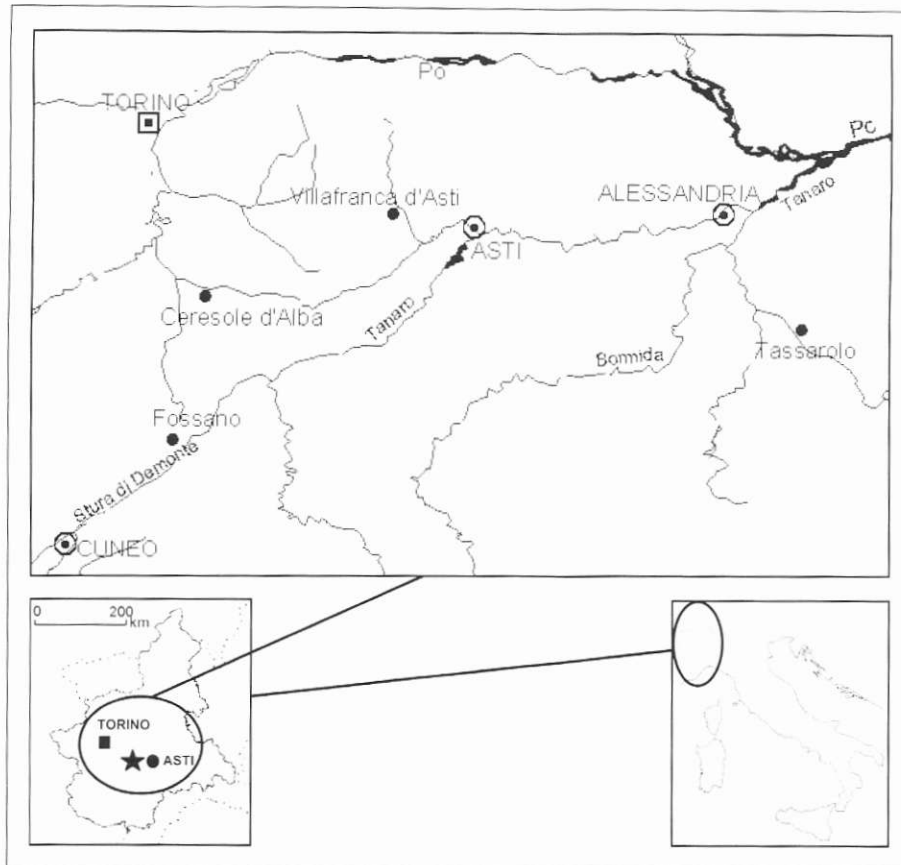 Po
TORINO
Pc
Tanaro
Villafranca d'Asti
ALESSANDRIA
ASTI
Ceresole d'Alba
Tanaro
Bormida
Tassarolo
Fossano
Stura di Demonte
CUNEO
0 200
km
TORINO
ASTI